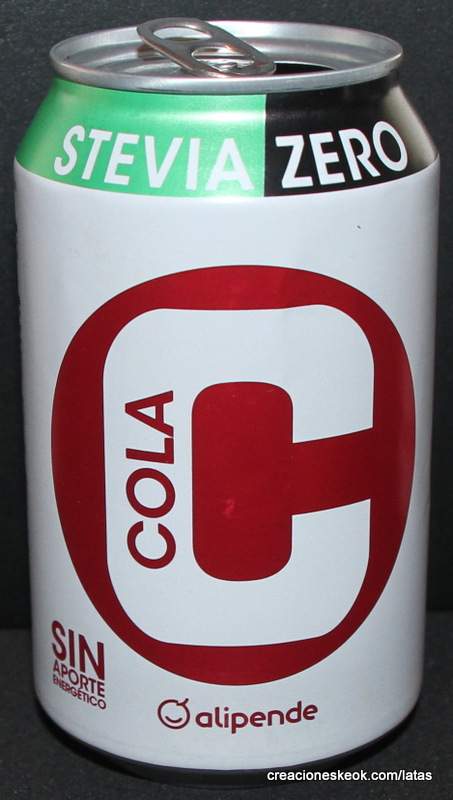 STEVIA ZERO
C
COLA
SIN
APORTE
ENERGÉTICO
alipende
creacioneskeok.com/latas